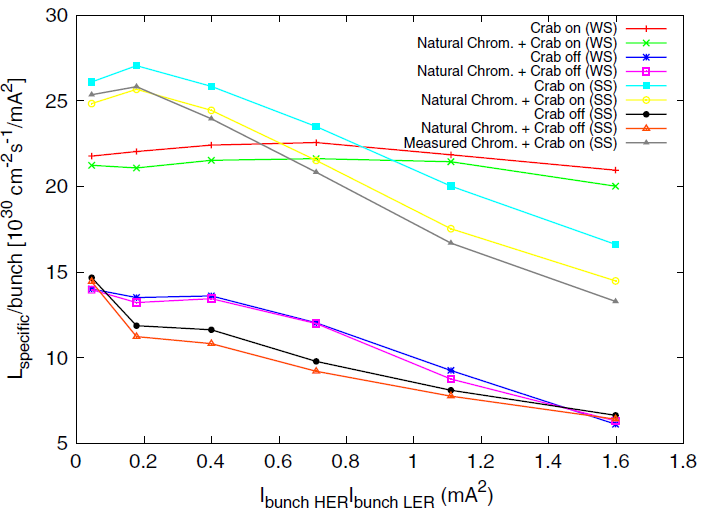 30
25
20
15
10
5
0
0.2
0.4
0.6
0.8
1
1.2
1.4
1.6
1.8
L_specific/bunch [10^30 cm^-2 s^-1/mA^2]
I_bunch HER I_bunch LER (mA^2)
Crab on (WS)
Natural Chrom. + Crab on (WS)
Crab off (WS)
Natural Chrom. + Crab off (WS)
Crab on (SS)
Natural Chrom. + Crab on (SS)
Crab off (SS)
Natural Chrom. + Crab off (SS)
Measured Chrom. + Crab on (SS)